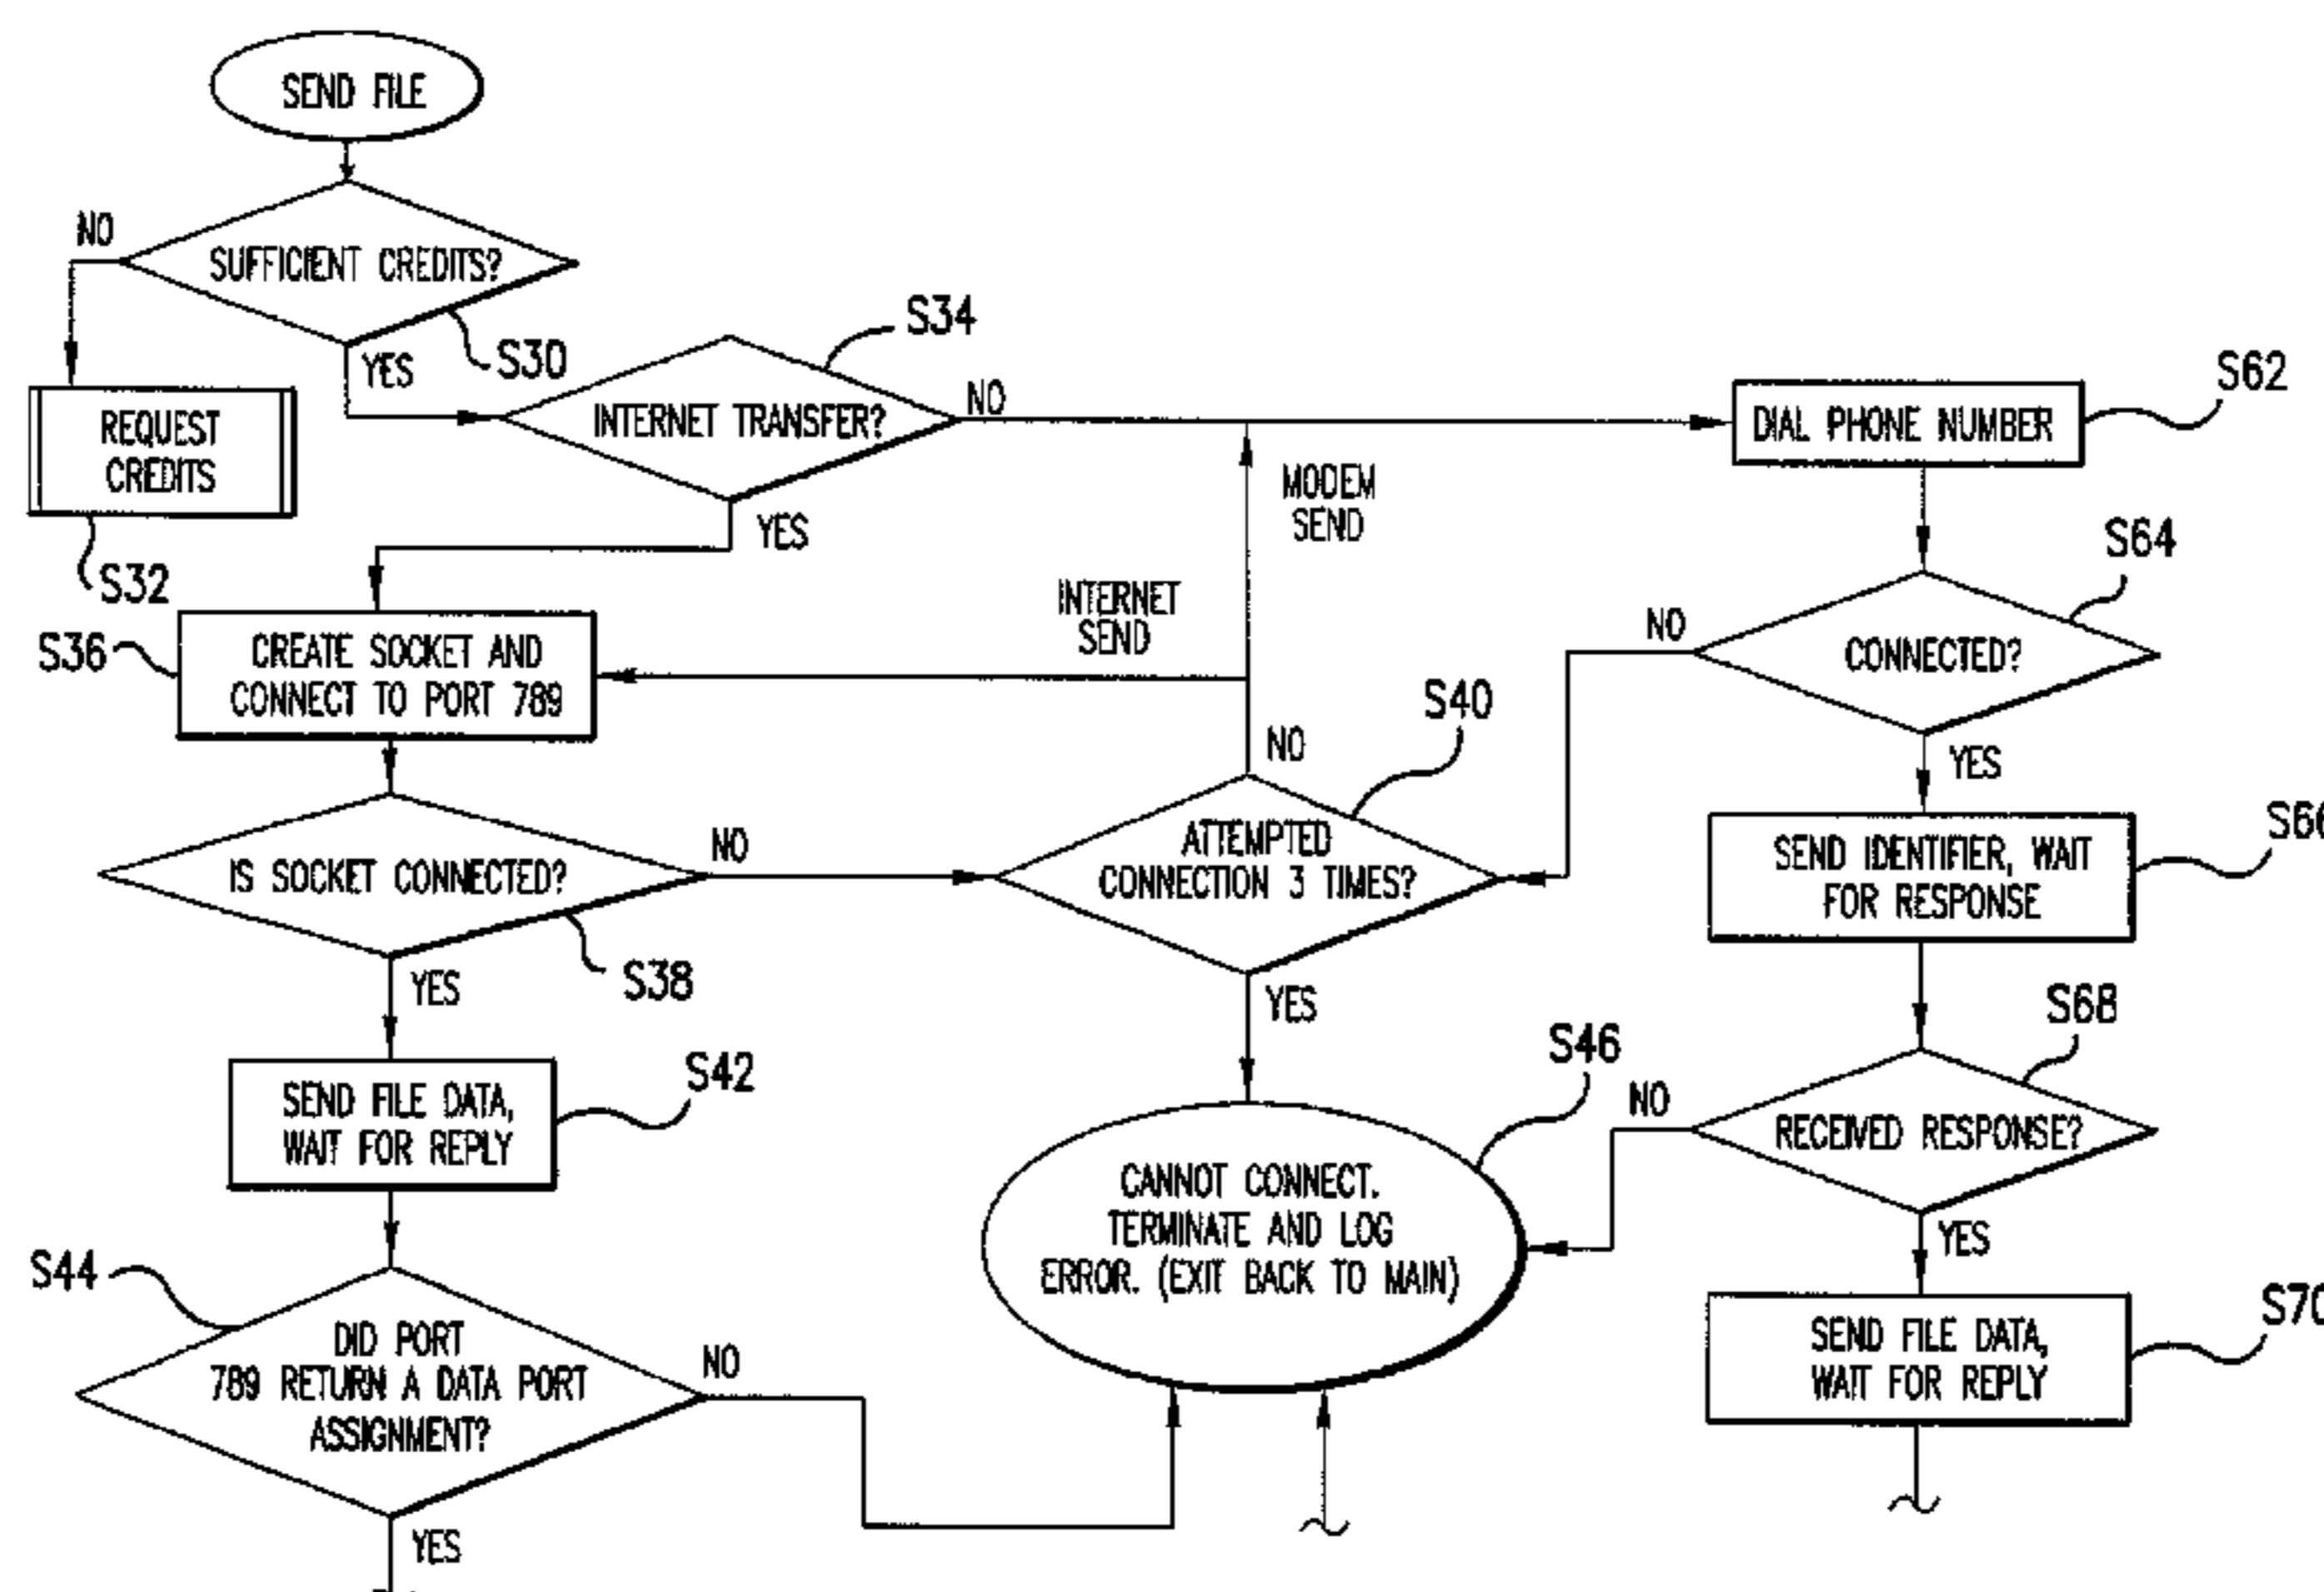 SEND FILE
NO
SUFFICIENT CREDITS?
S30
YES
S34
INTERNET TRANSFER?
NO
S62
DIAL PHONE NUMBER
REQUEST
CREDITS
S32
YES
MODEM
SEND
S64
INTERNET
SEND
NO
CONNECTED?
S36
CREATE SOCKET AND
CONNECT TO PORT 789
S40
NO
YES
ATTEMPTED
CONNECTION 3 TIMES?
IS SOCKET CONNECTED?
NO
S38
YES
S66
SEND IDENTIFIER, WAIT
FOR RESPONSE
YES
S68
S46
S42
SEND FILE DATA,
WAIT FOR REPLY
NO
RECEIVED RESPONSE?
CANNOT CONNECT.
TERMINATE AND LOG
ERROR. (EXIT BACK TO MAIN)
YES
S44
DID PORT
789 RETURN A DATA PORT
ASSIGNMENT?
NO
S70
SEND FILE DATA,
WAIT FOR REPLY
YES